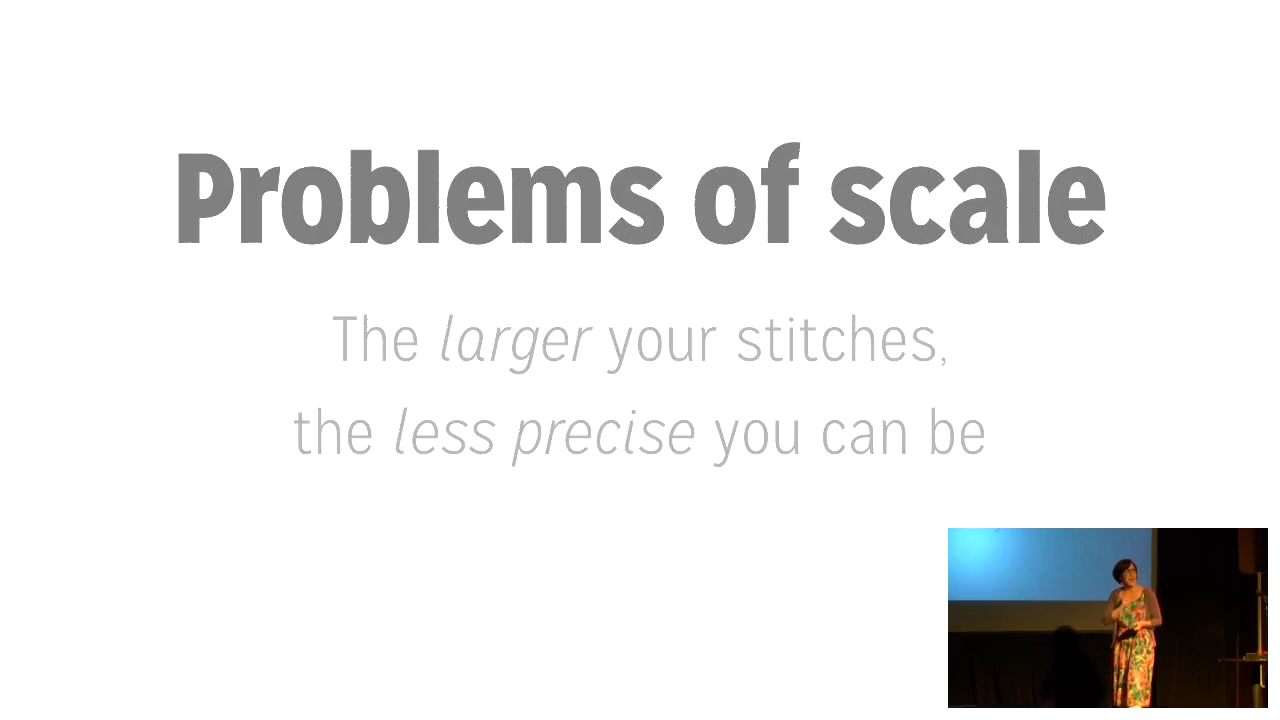 Problems of scale
The larger your stitches,
the less precise you can be